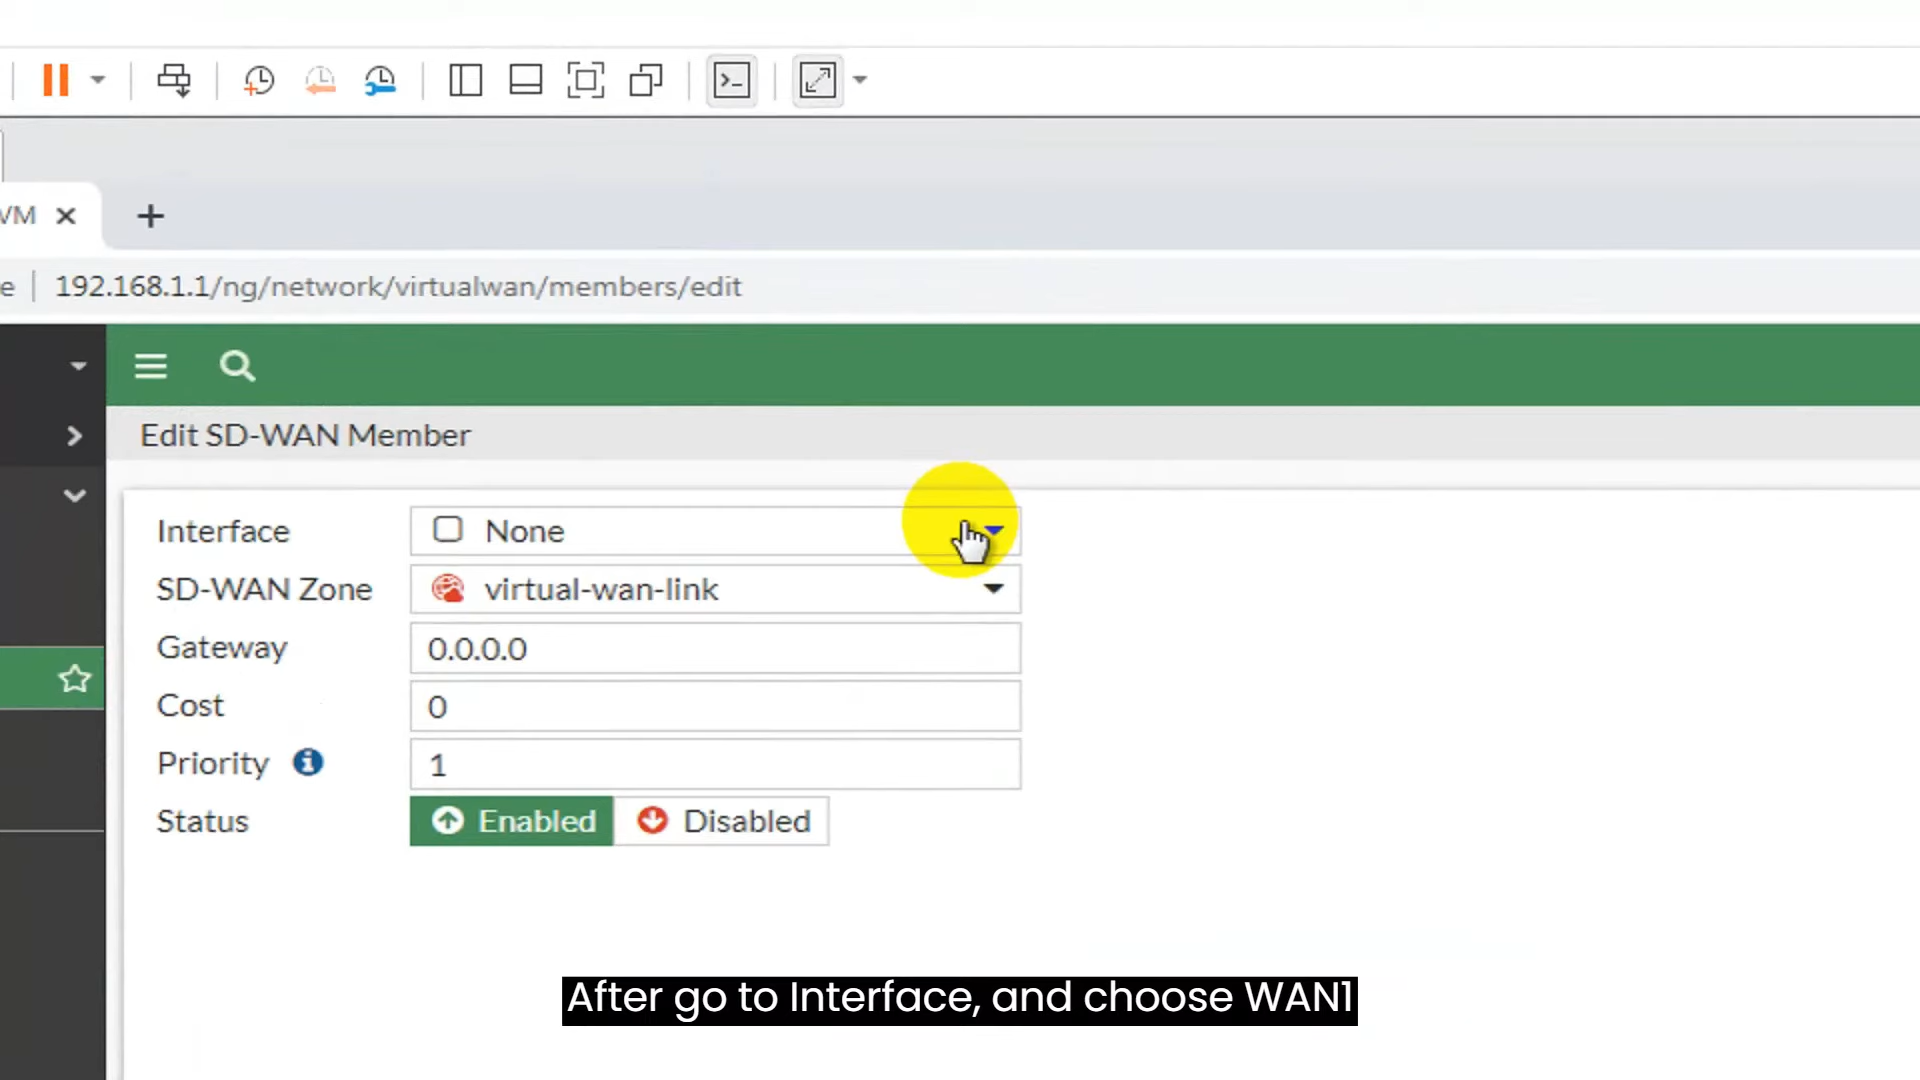 VM
e 192.168.1.1/ng/network/virtualwan/members/edit
Edit SD-WAN Member
Interface None
SD-WAN Zone virtual-wan-link
Gateway 0.0.0.0
Cost 0
Priority 1
Status Enabled Disabled
After go to Interface, and choose WAN1